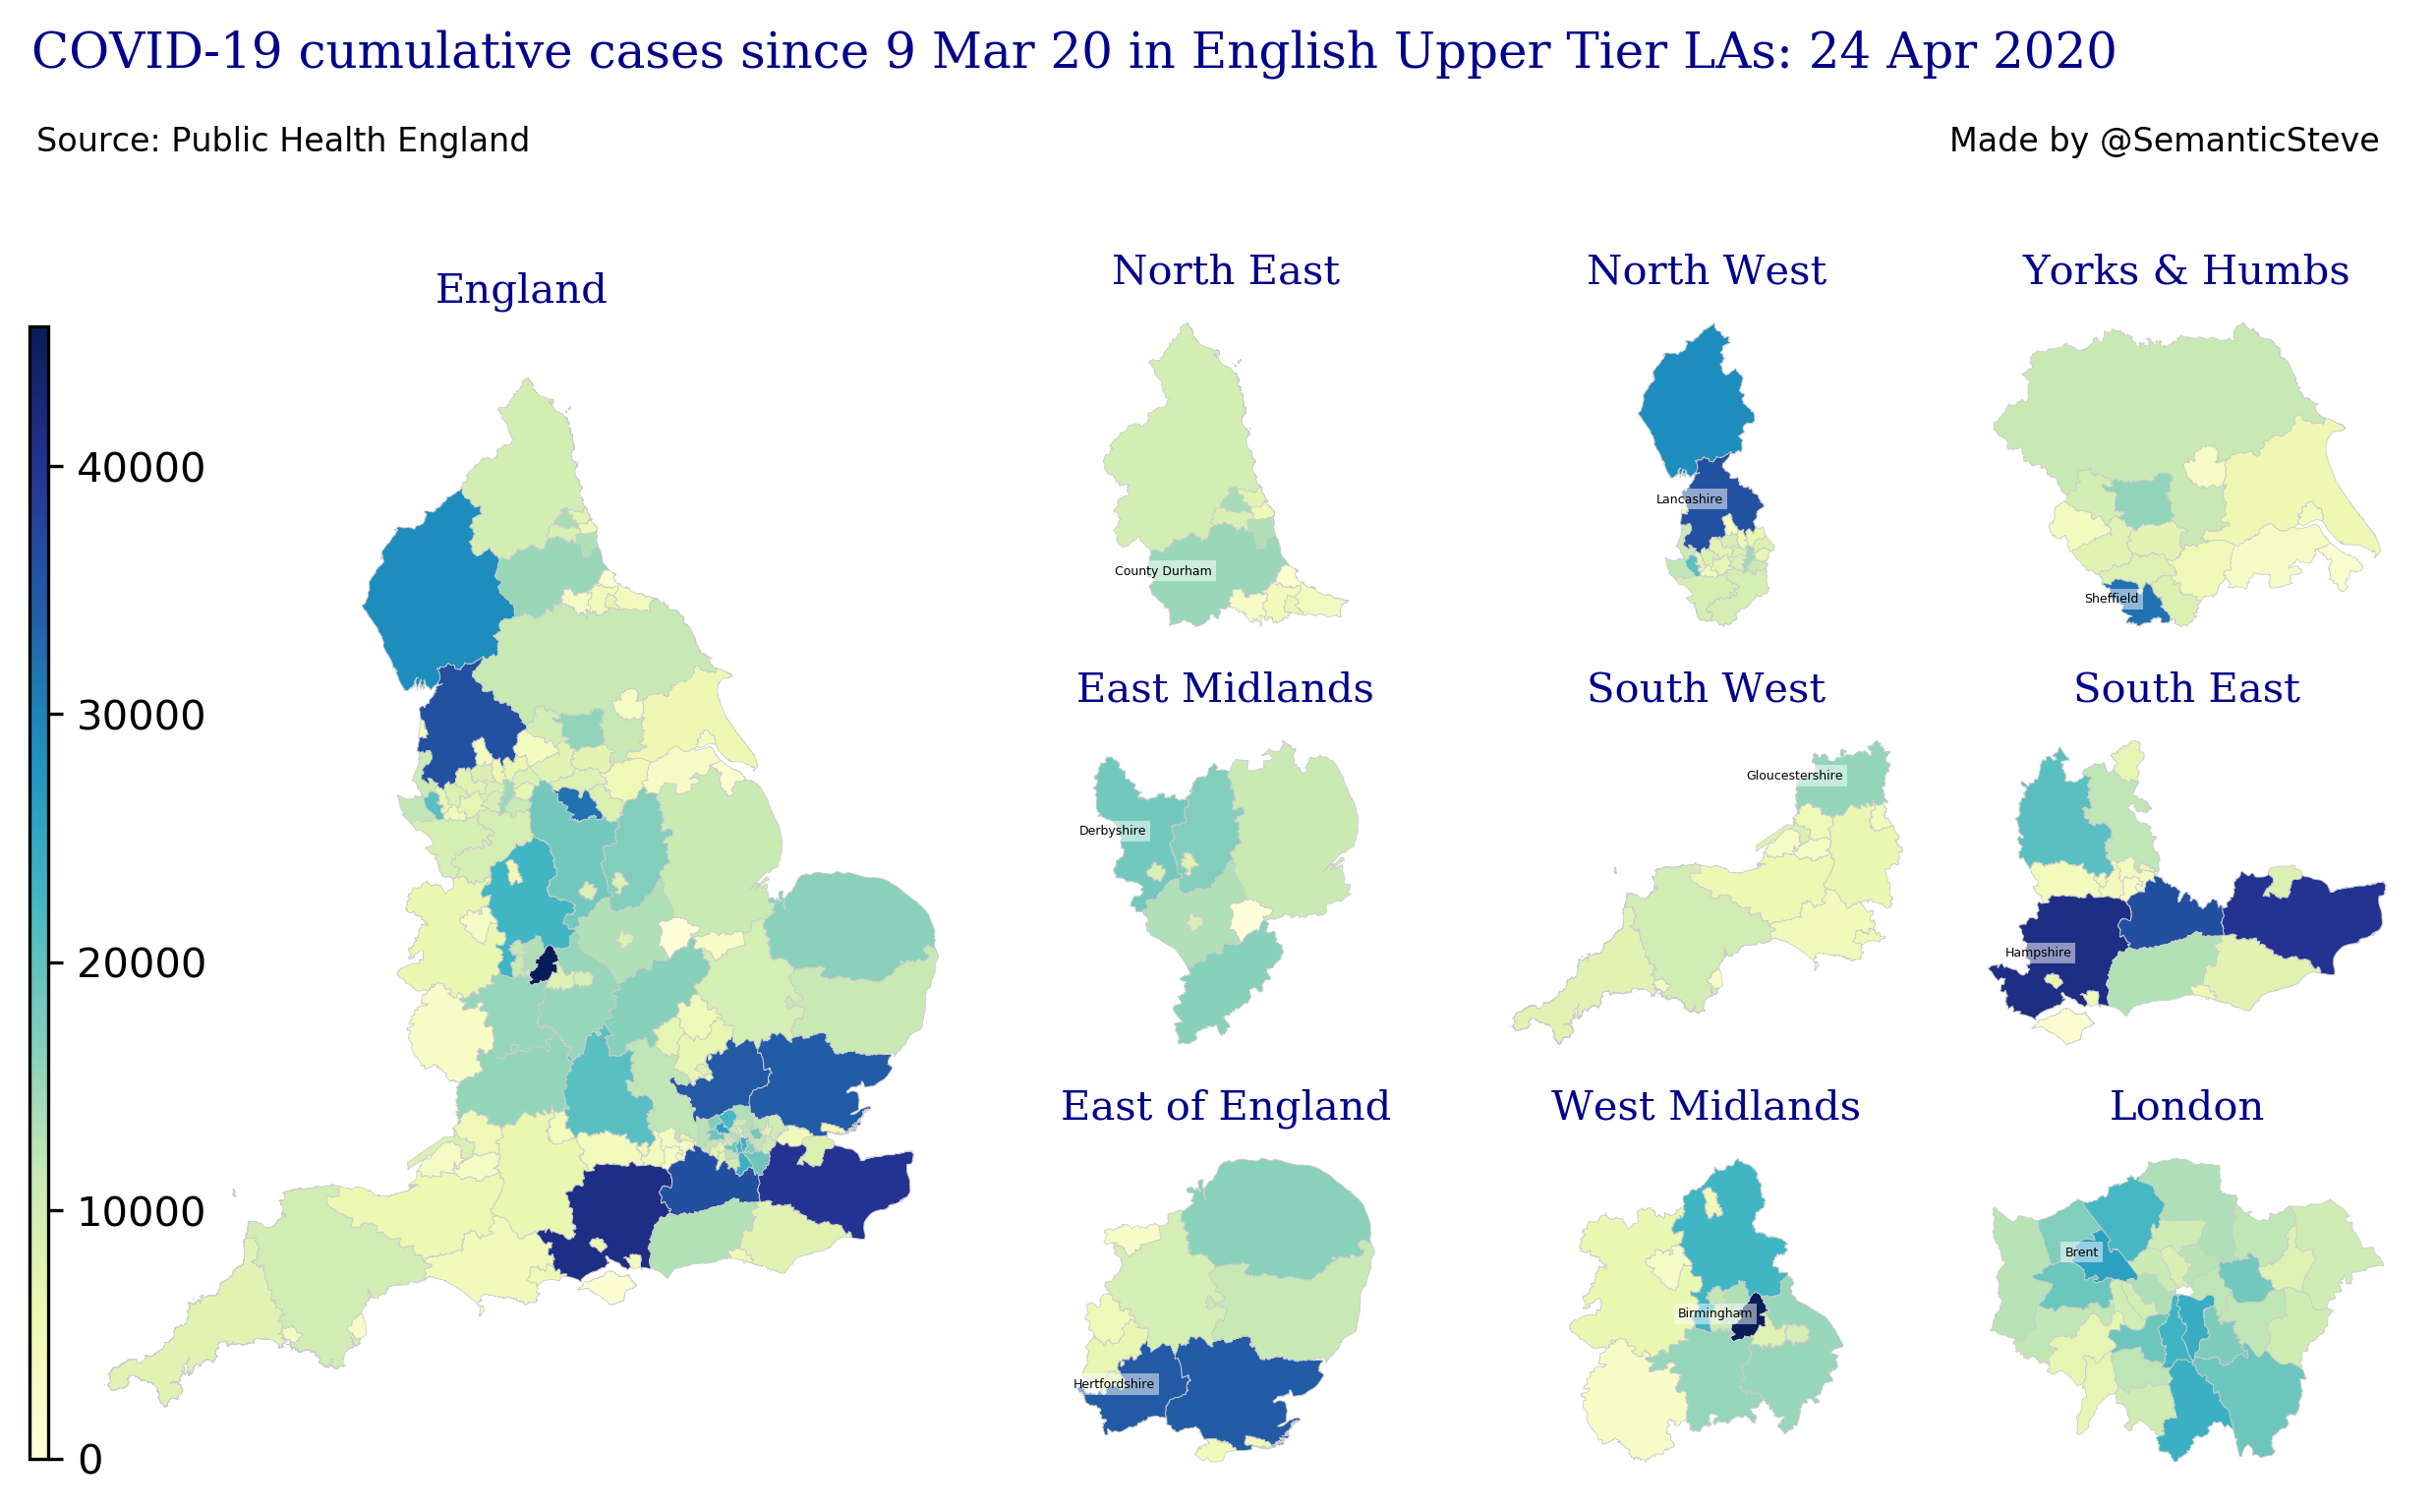 COVID-19 cumulative cases since 9 Mar 20 in English Upper Tier LAs: 24 Apr 2020
Source: Public Health England
Made by @SemanticSteve
England
40000
30000
20000
10000
0
North East
County Durham
North West
Lancashire
Yorks & Humbs
Sheffield
East Midlands
Derbyshire
South West
Gloucestershire
South East
Hampshire
East of England
Hertfordshire
West Midlands
Birmingham
London
Brent